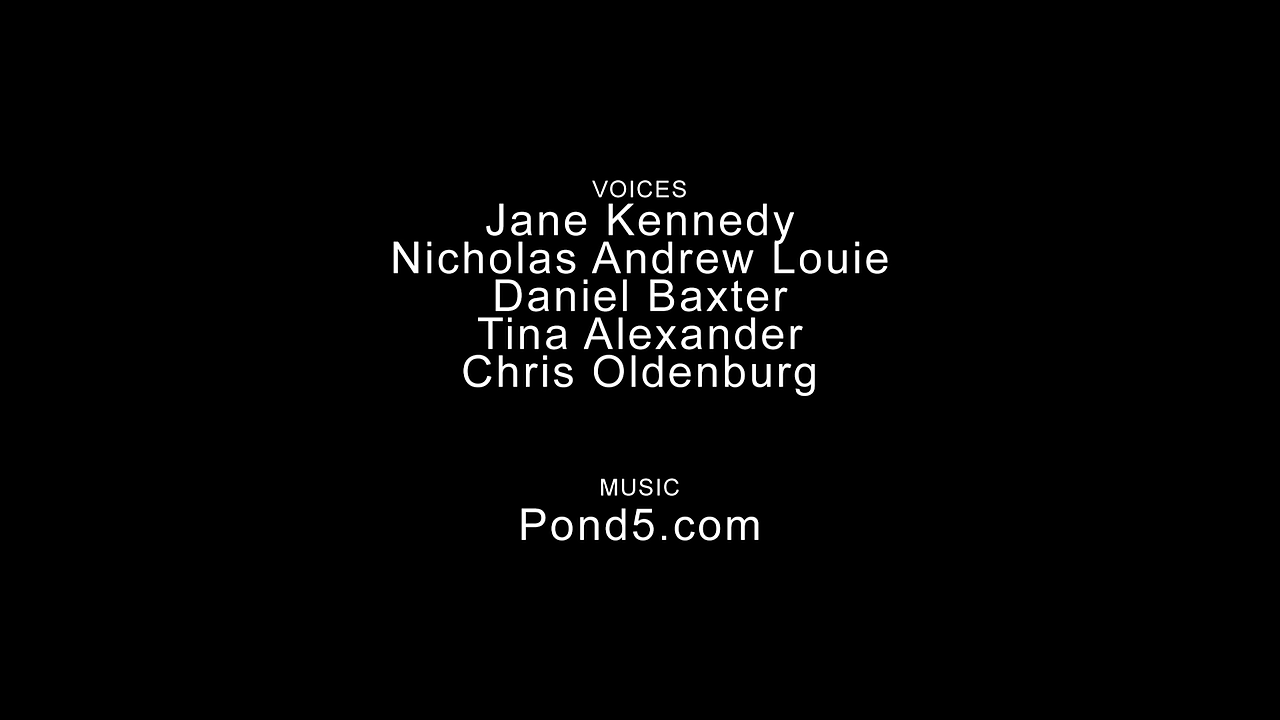 VOICES
Jane Kennedy
Nicholas Andrew Louie
Daniel Baxter
Tina Alexander
Chris Oldenburg
MUSIC
Pond5.com